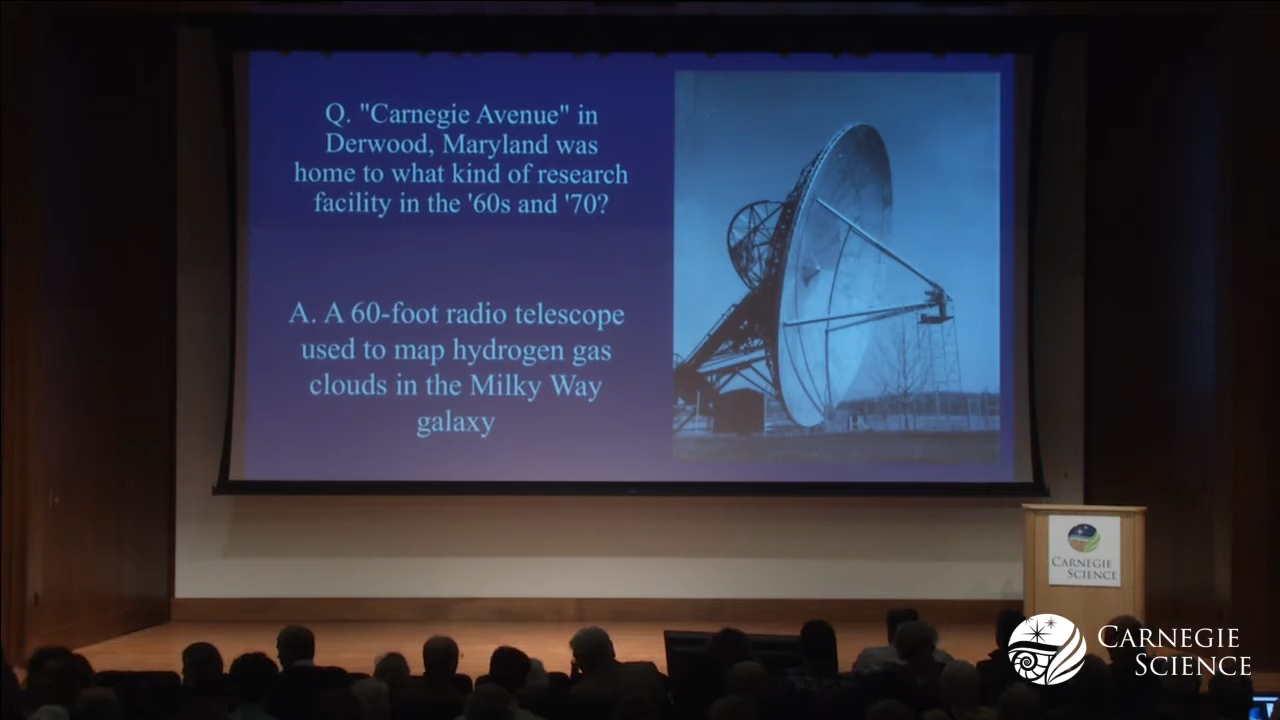 Q. "Carnegie Avenue" in
Derwood, Maryland was
home to what kind of research
facility in the '60s and '70?
A. A 60-foot radio telescope
used to map hydrogen gas
clouds in the Milky Way
galaxy
CARNEGIE
SCIENCE
CARNEGIE
SCIENCE